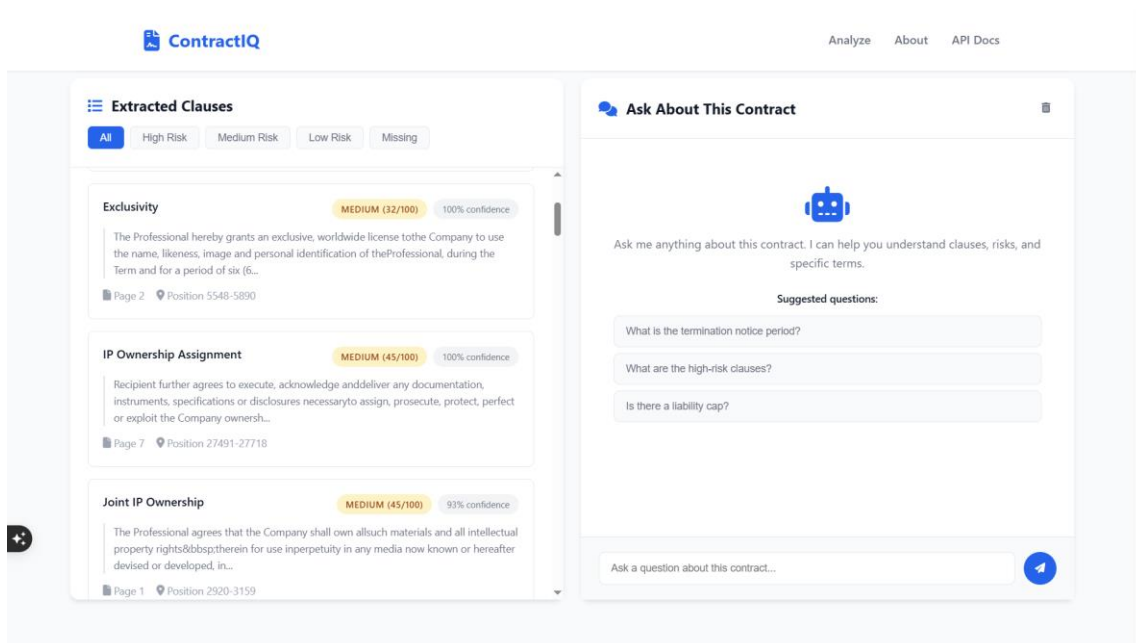 ContractIQ
Analyze About API Docs
Extracted Clauses
All High Risk Medium Risk Low Risk Missing
Exclusivity MEDIUM (32/100) 100% confidence
The Professional hereby grants an exclusive, worldwide license tothe Company to use
the name, likeness, image and personal identification of theProfessional, during the
Term and for a period of six (6...
Page 2 Position 5548-5890
IP Ownership Assignment MEDIUM (45/100) 100% confidence
Recipient further agrees to execute, acknowledge anddeliver any documentation,
instruments, specifications or disclosures necessaryto assign, prosecute, protect, perfect
or exploit the Company ownersh...
Page 7 Position 27491-27718
Joint IP Ownership MEDIUM (45/100) 93% confidence
The Professional agrees that the Company shall own allsuch materials and all intellectual
property rights&bbsp;therein for use inperpetuity in any media now known or hereafter
devised or developed, in...
Page 1 Position 2920-3159
Ask About This Contract
Ask me anything about this contract. I can help you understand clauses, risks, and
specific terms.
Suggested questions:
What is the termination notice period?
What are the high-risk clauses?
Is there a liability cap?
Ask a question about this contract...